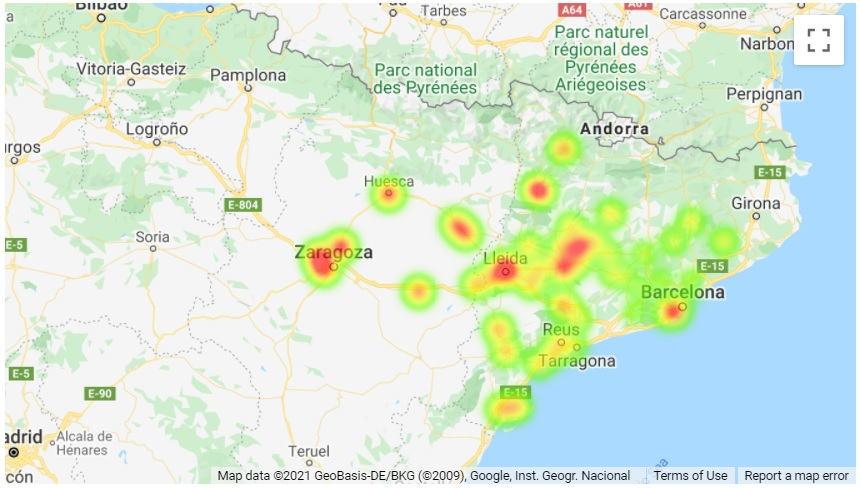 Bilbao
Tarbes
A64
A61
Carcassonne
Parc naturel
régional des
Pyrénées
Ariégeoises
Narbon
Vitoria-Gasteiz
Pamplona
Parc national
des Pyrénées
Perpignan
Logroño
Andorra
urgos
E-15
Huesca
E-804
Girona
Soria
E-5
Zaragoza
Lleida
E-15
Barcelona
Reus
Tarragona
E-5
E-90
E-15
adrid
Alcala de
Henares
Teruel
cón
Map data ©2021 GeoBasis-DE/BKG (©2009), Google, Inst. Geogr. Nacional
Terms of Use
Report a map error